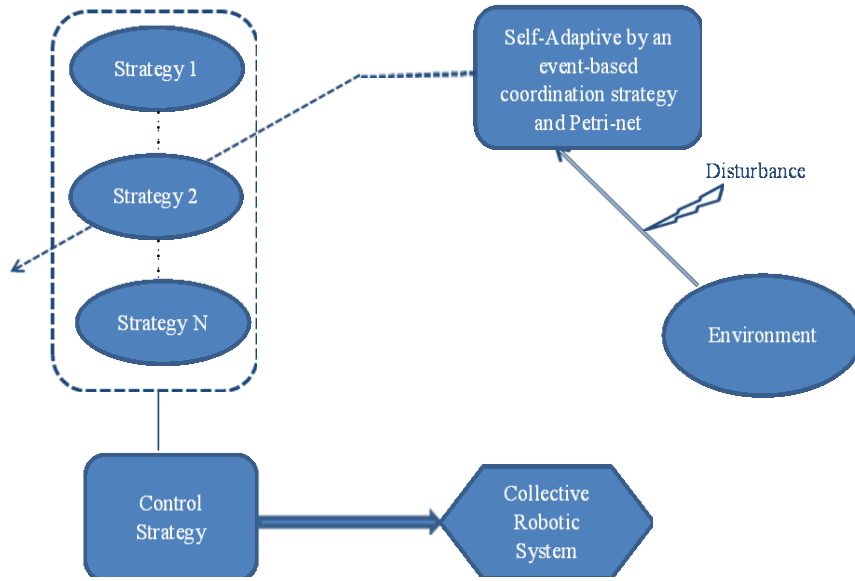 Strategy 1
Strategy 2
Strategy N
Self-Adaptive by an
event-based
coordination strategy
and Petri-net
Disturbance
Environment
Control
Strategy
Collective
Robotic
System